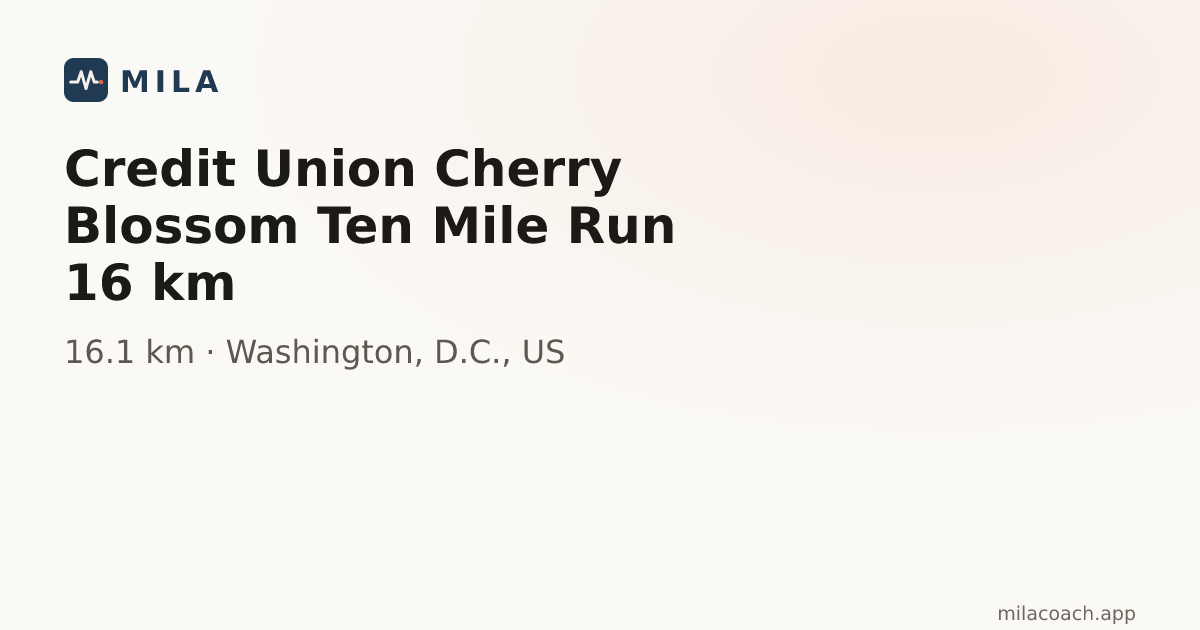 MILA
Credit Union Cherry
Blossom Ten Mile Run
16 km
16.1 km · Washington, D.C., US
milacoach.app